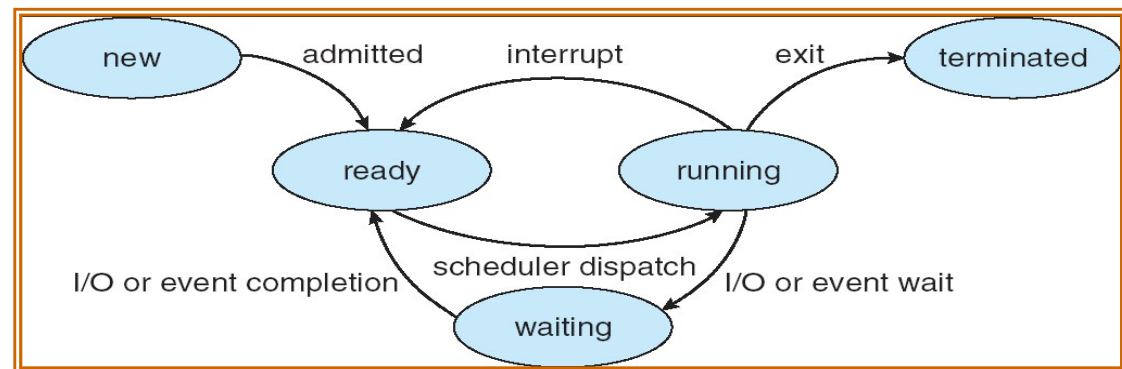 new
admitted
interrupt
exit
terminated
ready
running
I/O or event completion
scheduler dispatch
I/O or event wait
waiting